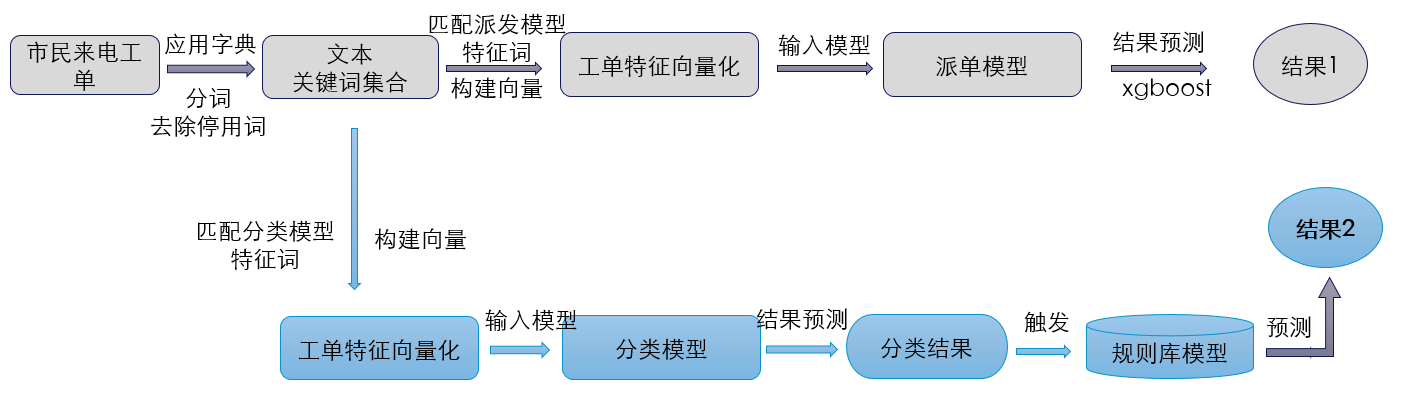 市民来电工
单
应用字典
分词
去除停用词
文本
关键词集合
匹配派发模型
特征词
构建向量
工单特征向量化
输入模型
派单模型
结果预测
xgboost
结果1
匹配分类模型
特征词
构建向量
工单特征向量化
输入模型
分类模型
结果预测
分类结果
触发
规则库模型
预测
结果2